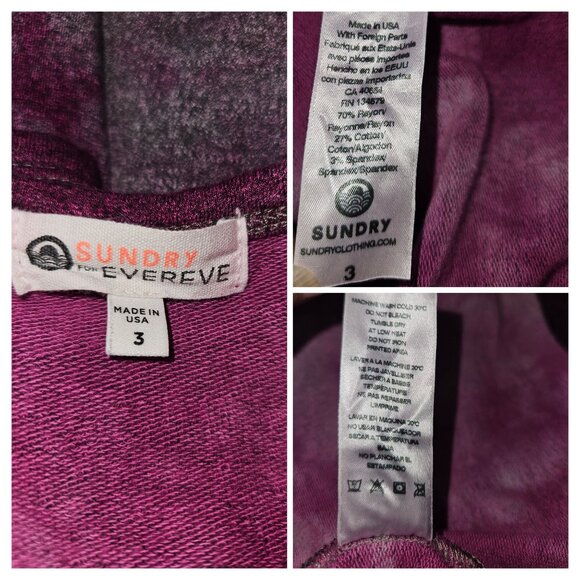 SUNDRY
FOR EVEREVE
MADE IN
USA
3
Made in USA
With Foreign Parts
Fabriqué aux Etats-Unis
avec pièces importes
Hencho en los EEUU
con piezas importadas
CA 40654
RN 134679
70% Rayon/
Rayonne/Rayon
27% Cotton
Coton/Algodon
3% Spandex/
Spandex/Spandex
SUNDRY
SUNDRYCLOTHING.COM
3
MACHINE WASH COLD 30°C
DO NOT BLEACH
TUMBLE DRY
AT LOW HEAT
DO NOT IRON
PRINTED AREA
LAVER A LA MACHINE 30°C
NE PAS JAVELLISER
SECHER A BASSE
TEMPERATURE
NE PAS REPASSER
L'IMPRIME
LAVAR EN MAQUINA 30°C
NO USAR BLANQUEADOR
SECAR A TEMPERATURA
BAJA
NO PLANCHAR EL
ESTAMPADO